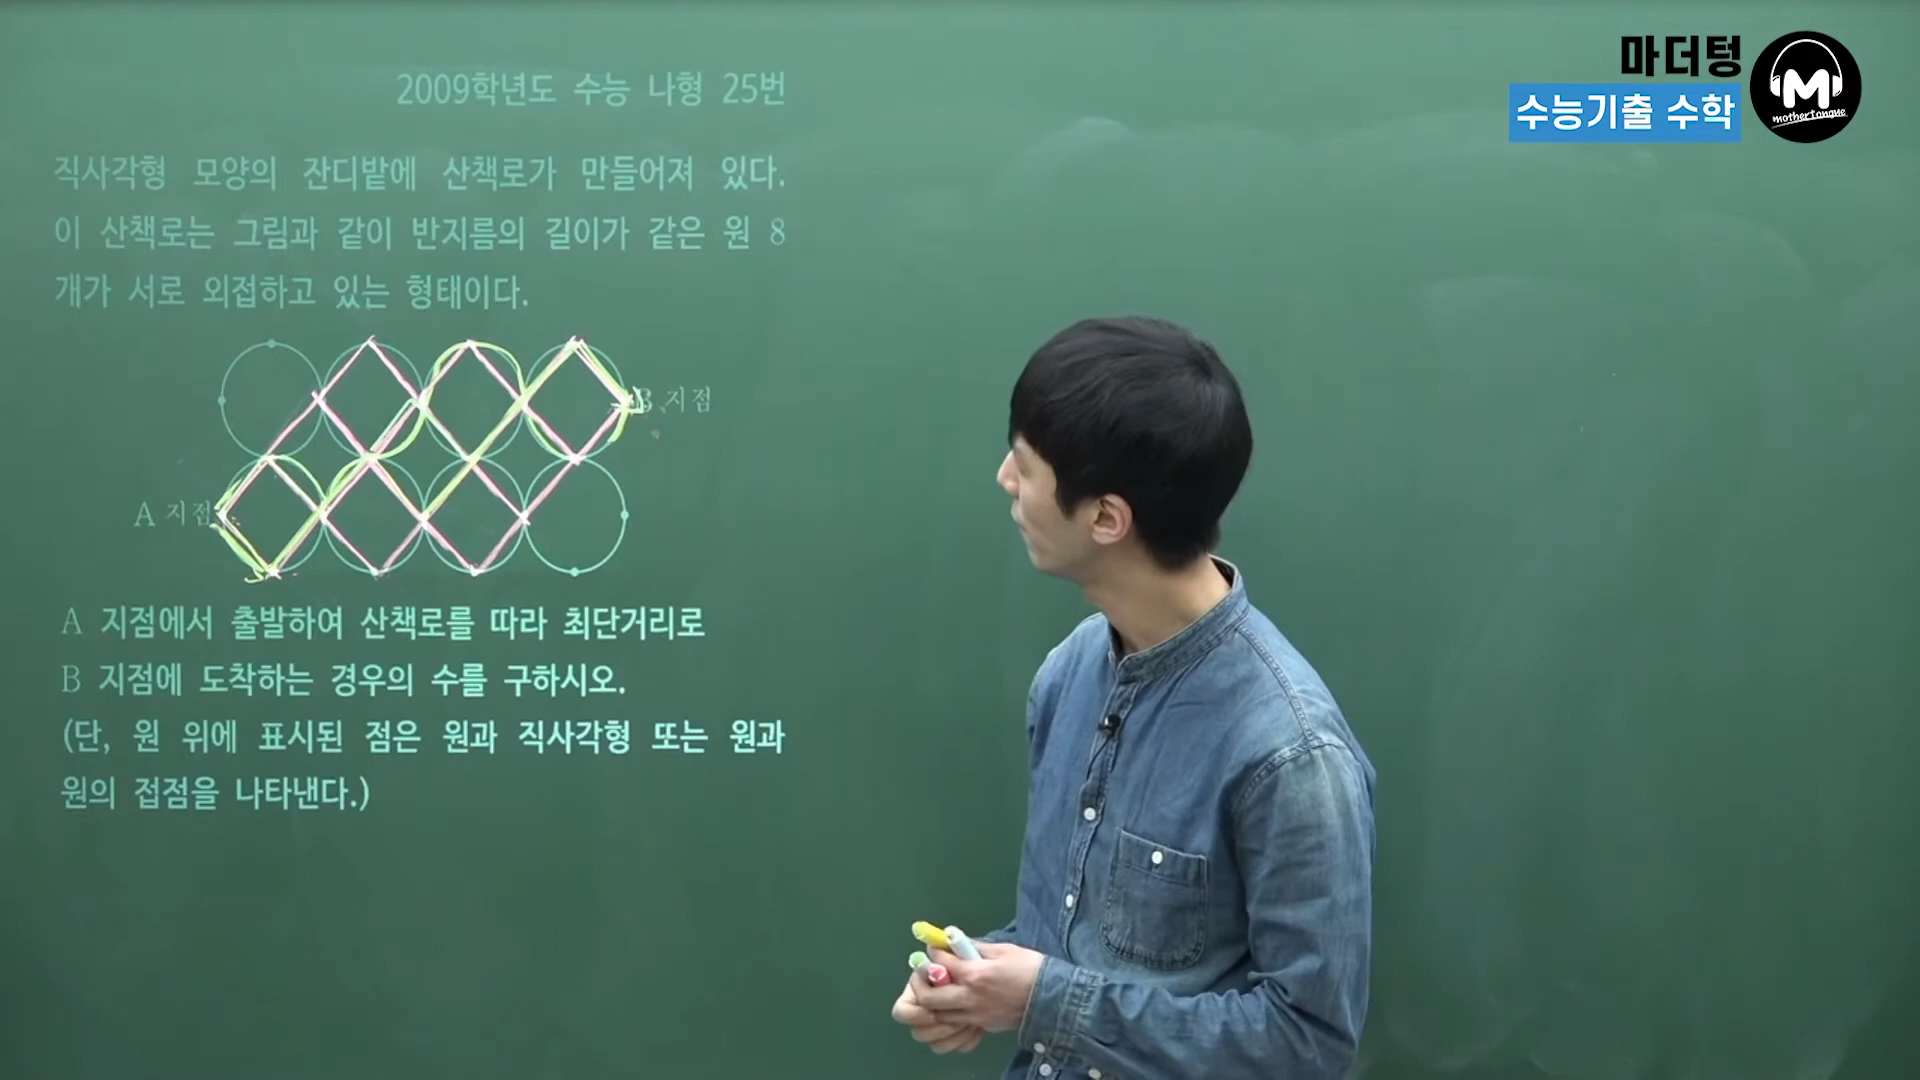 2009학년도 수능 나형 25번
직사각형 모양의 잔디밭에 산책로가 만들어져 있다.
이 산책로는 그림과 같이 반지름의 길이가 같은 원 8
개가 서로 외접하고 있는 형태이다.
B 지점
A 지점
A 지점에서 출발하여 산책로를 따라 최단거리로
B 지점에 도착하는 경우의 수를 구하시오.
(단, 원 위에 표시된 점은 원과 직사각형 또는 원과
원의 접점을 나타낸다.)
마더텅
수능기출 수학
M
mothertongue